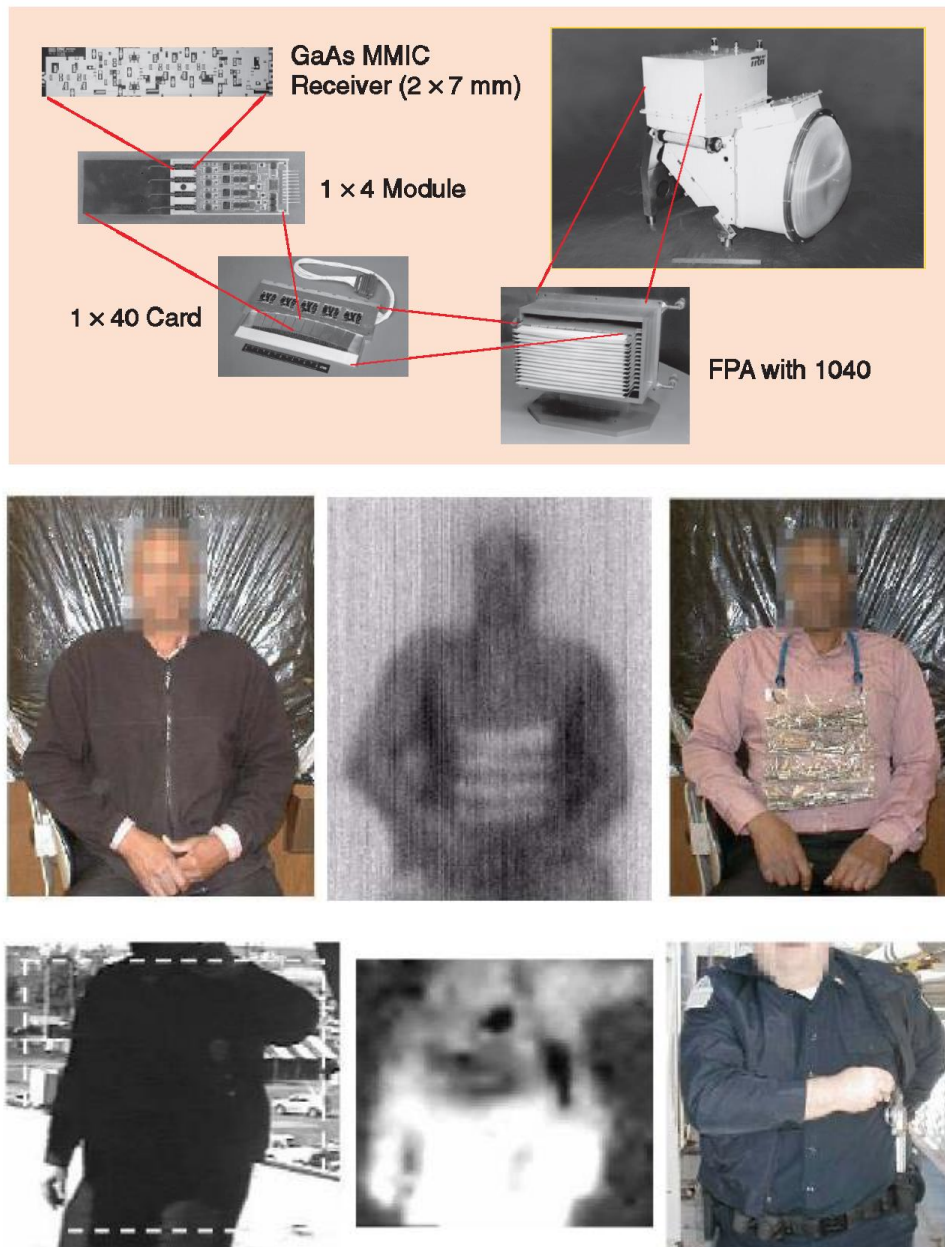 GaAs MMIC
Receiver (2 × 7 mm)
1 × 4 Module
1 × 40 Card
FPA with 1040